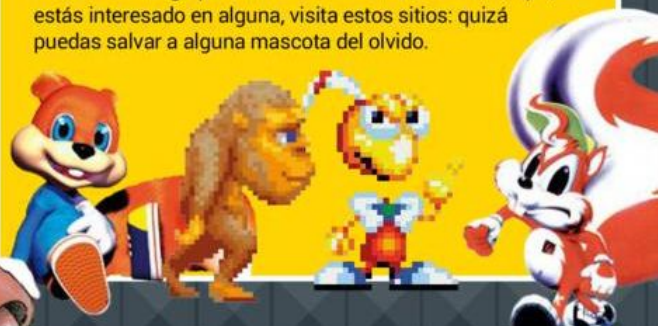 estás interesado en alguna, visita estos sitios: quizá
puedas salvar a alguna mascota del olvido.